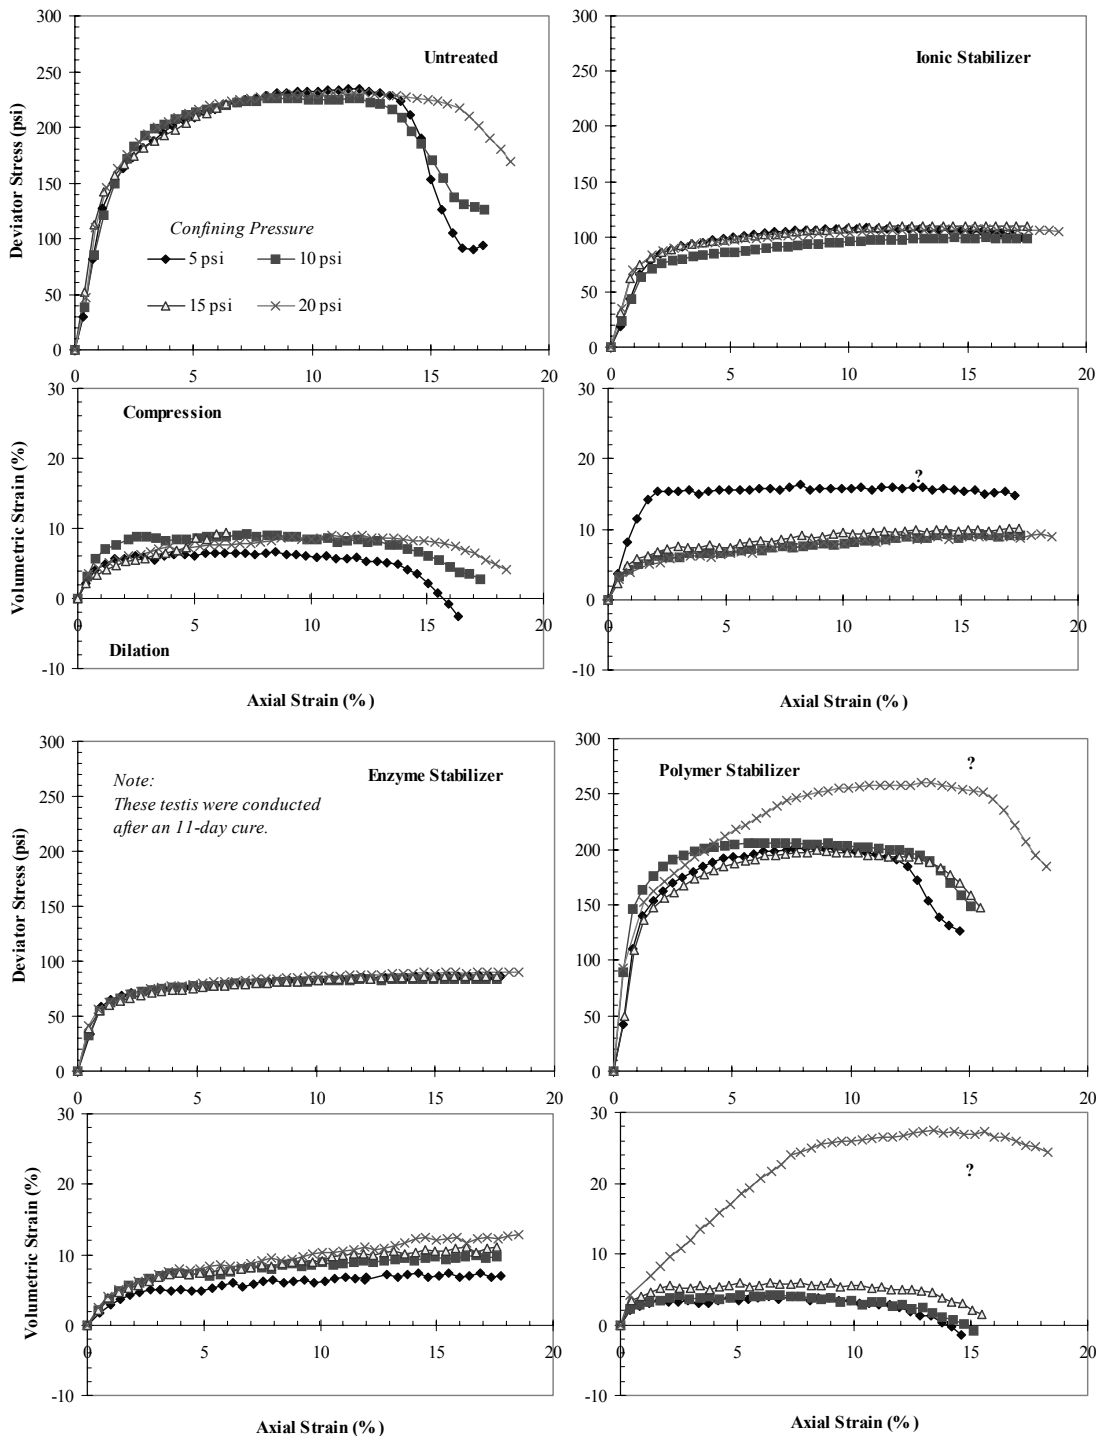 300
250
200
150
100
50
0
Deviator Stress (psi)
Untreated
Confining Pressure
5 psi
10 psi
15 psi
20 psi
0 5 10 15 20
300
250
200
150
100
50
0
Ionic Stabilizer
0 5 10 15 20
30
20
10
0
-10
Volumetric Strain (%)
Compression
Dilation
0 5 10 15 20
Axial Strain (%)
30
20
10
0
-10
?
0 5 10 15 20
Axial Strain (%)
300
250
200
150
100
50
0
Deviator Stress (psi)
Note:
These testis were conducted
after an 11-day cure.
Enzyme Stabilizer
0 5 10 15 20
300
250
200
150
100
50
0
Polymer Stabilizer
?
0 5 10 15 20
30
20
10
0
-10
Volumetric Strain (%)
0 5 10 15 20
Axial Strain (%)
30
20
10
0
-10
?
0 5 10 15 20
Axial Strain (%)